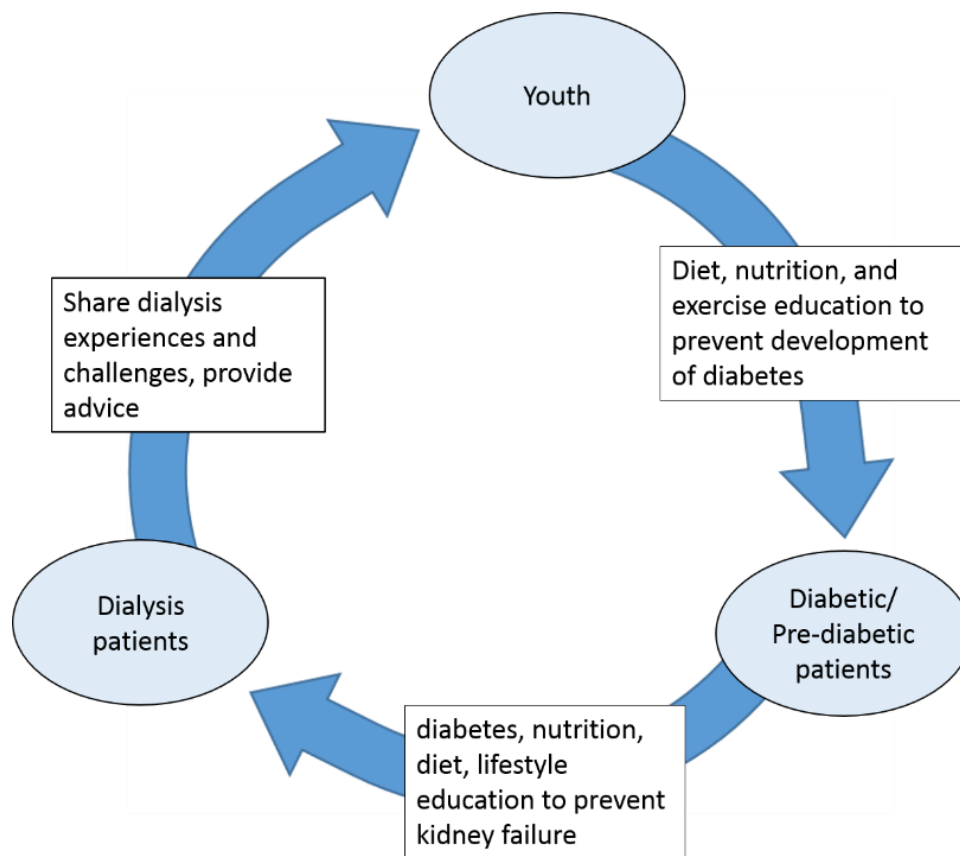 Youth
Diet, nutrition, and
exercise education to
prevent development
of diabetes
Share dialysis
experiences and
challenges, provide
advice
Dialysis
patients
Diabetic/
Pre-diabetic
patients
diabetes, nutrition,
diet, lifestyle
education to prevent
kidney failure